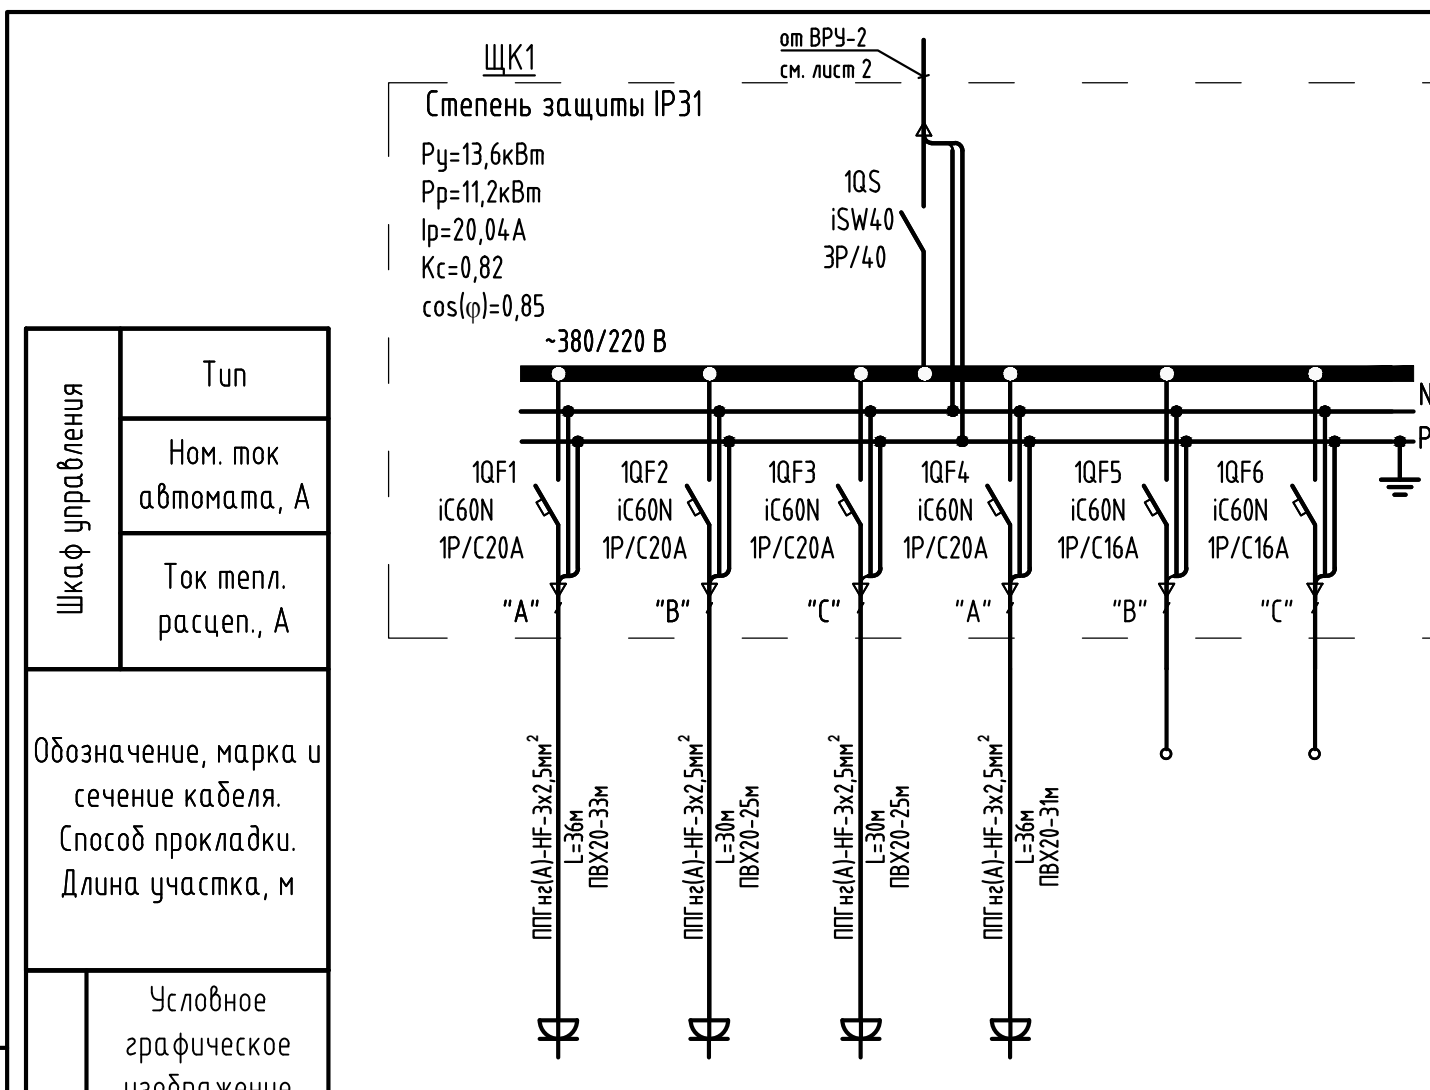 ЩК1
от ВРУ-2
см. лист 2
Степень защиты IP31
Ру=13,6кВт
Рр=11,2кВт
Iр=20,04А
Кс=0,82
cos(φ)=0,85
~380/220 В
1QS
iSW40
3P/40
N
P
Шкаф управления
Тип
Ном. ток
автомата, А
Ток тепл.
расцеп., А
1QF1
iC60N
1P/C20A
"А"
1QF2
iC60N
1P/C20A
"В"
1QF3
iC60N
1P/C20A
"С"
1QF4
iC60N
1P/C20A
"А"
1QF5
iC60N
1P/C16A
"В"
1QF6
iC60N
1P/C16A
"С"
Обозначение, марка и
сечение кабеля.
Способ прокладки.
Длина участка, м
ППГнг(А)-HF-3х2,5мм²
L=36м
ПВХ20-33м
ППГнг(А)-HF-3х2,5мм²
L=30м
ПВХ20-25м
ППГнг(А)-HF-3х2,5мм²
L=30м
ПВХ20-25м
ППГнг(А)-HF-3х2,5мм²
L=36м
ПВХ20-31м
Условное
графическое
изображение